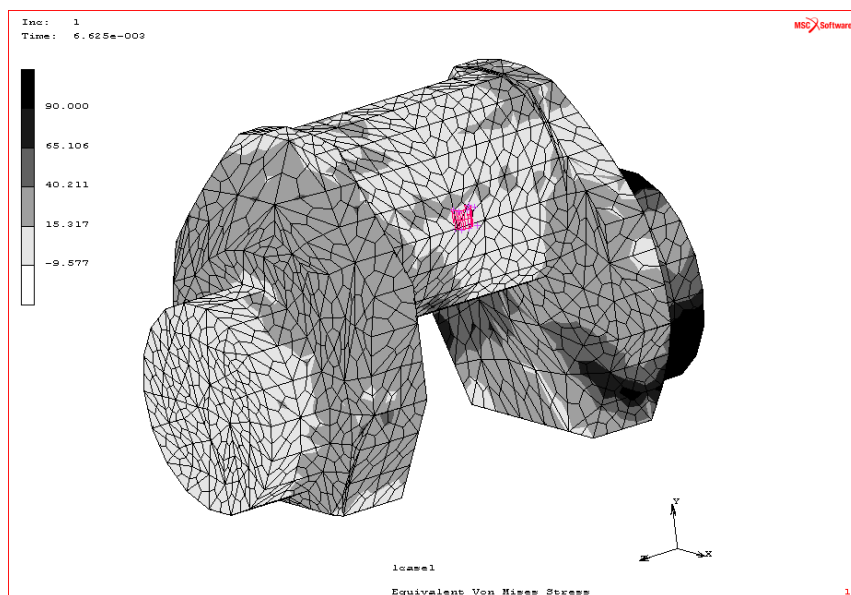 Inc: 1
Time: 6.625e-003
MSC Software
90.000
65.106
40.211
15.317
-9.577
Y
Z
X
lcase1
Equivalent Von Mises Stress
1